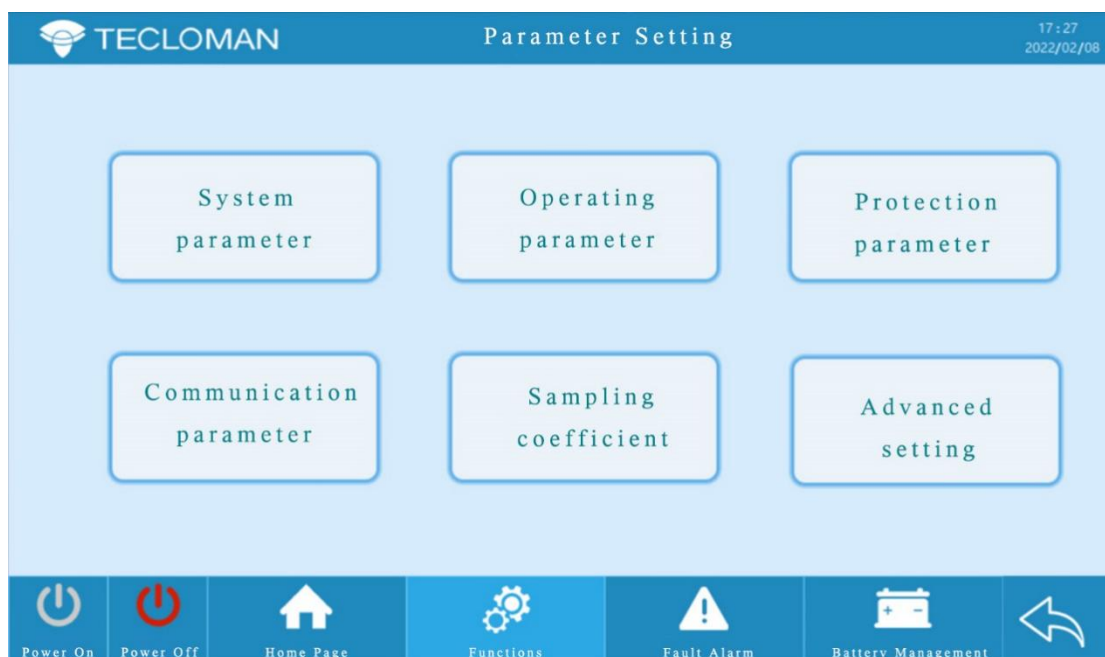 TECLOMAN
Parameter Setting
17:27
2022/02/08
System
parameter
Operating
parameter
Protection
parameter
Communication
parameter
Sampling
coefficient
Advanced
setting
Power On
Power Off
Home Page
Functions
Fault Alarm
Battery Management